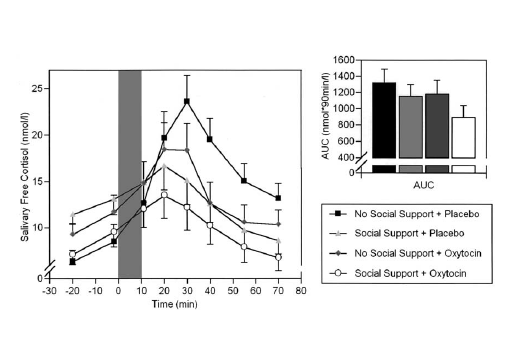 Salivary Free Cortisol (nmol/l)
25
20
15
10
0
-30 -20 -10 0 10 20 30 40 50 60 70 80
Time (min)
AUC (nmol*90min/l)
1600
1400
1200
1000
800
600
400
0
AUC
No Social Support + Placebo
Social Support + Placebo
No Social Support + Oxytocin
Social Support + Oxytocin